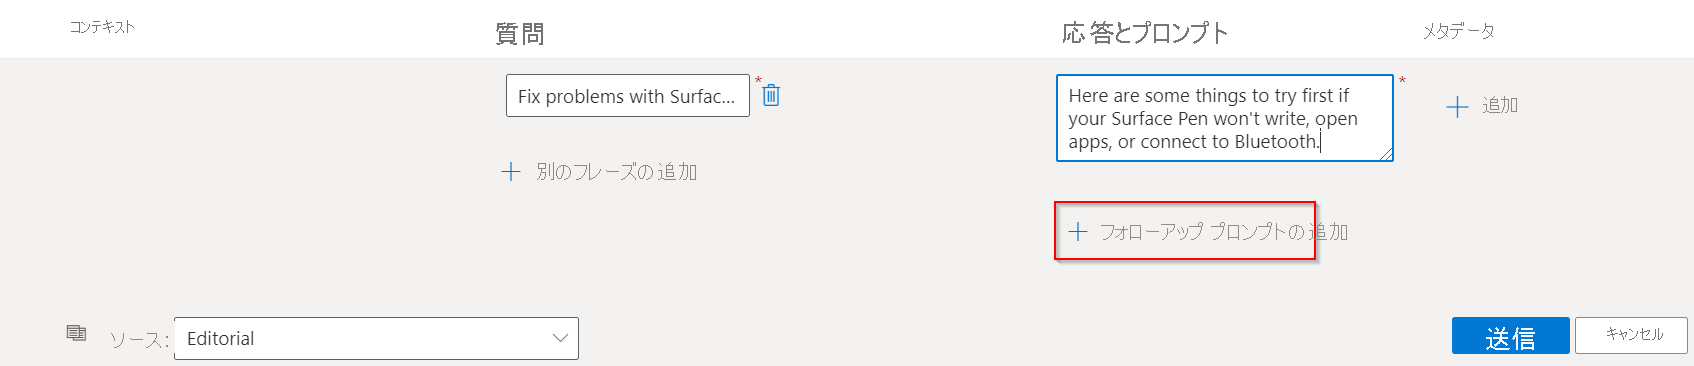 コンテキスト
質問
応答とプロンプト
メタデータ
Fix problems with Surfac...
*
Here are some things to try first if
your Surface Pen won't write, open
apps, or connect to Bluetooth.
*
+ 追加
+ 別のフレーズの追加
+ フォローアップ プロンプトの追加
ソース:
Editorial
送信
キャンセル